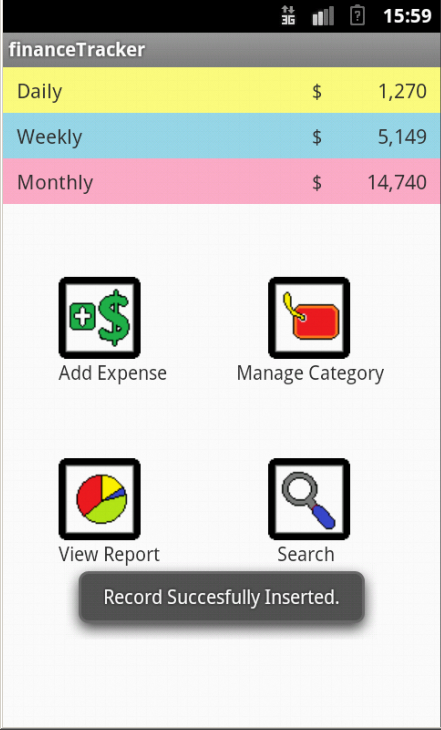 3G 15:59
financeTracker
Daily $ 1,270
Weekly $ 5,149
Monthly $ 14,740
Add Expense Manage Category
View Report Search
Record Succesfully Inserted.